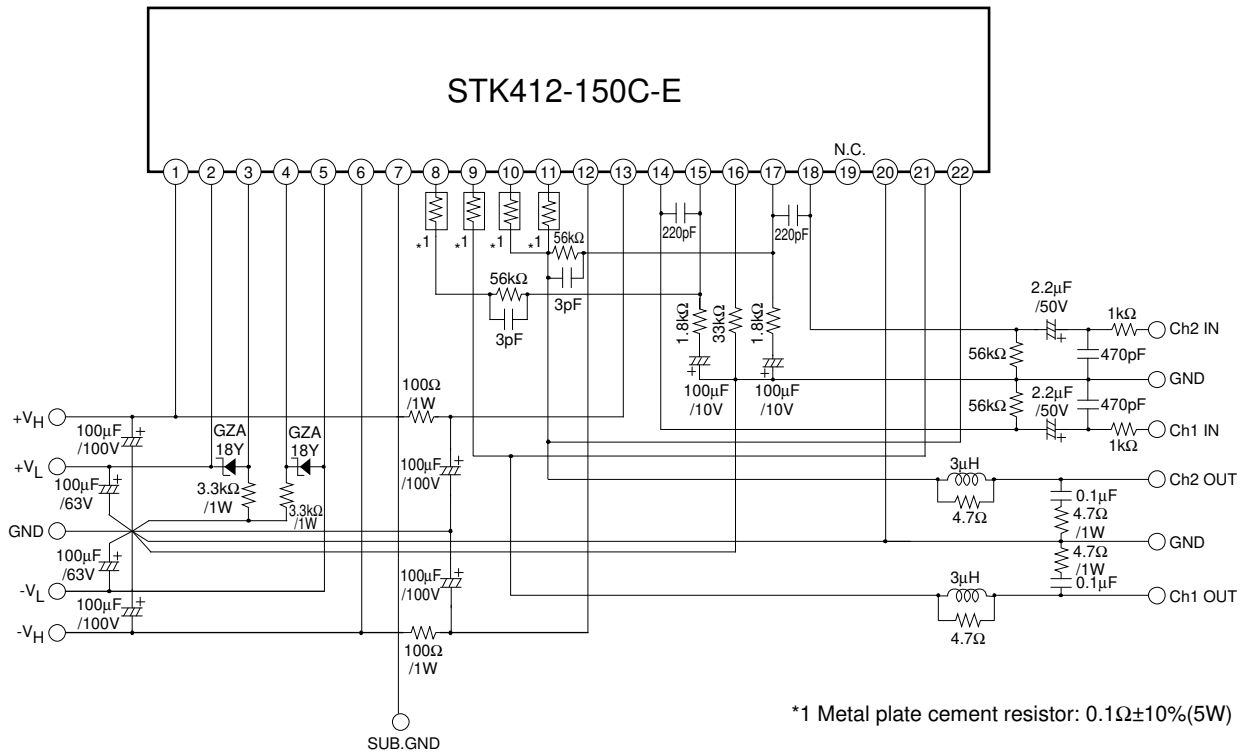 STK412-150C-E
N.C.
1 2 3 4 5 6 7 8 9 10 11 12 13 14 15 16 17 18 19 20 21 22
*1 *1 *1 *1
56kΩ
3pF
56kΩ
3pF
220pF
220pF
1.8kΩ
33kΩ
1.8kΩ
+
100µF
/10V
+
100µF
/10V
2.2µF
/50V
+
1kΩ
Ch2 IN
56kΩ
470pF
GND
56kΩ
2.2µF
/50V
+
470pF
1kΩ
Ch1 IN
100Ω
/1W
+VH
100µF
/100V
+
GZA
18Y
GZA
18Y
+VL
100µF
/63V
+
3.3kΩ
/1W
3.3kΩ
/1W
100µF
/100V
+
3µH
4.7Ω
Ch2 OUT
0.1µF
4.7Ω
/1W
GND
GND
100µF
/63V
+
4.7Ω
/1W
0.1µF
-VL
100µF
/100V
+
100µF
/100V
+
3µH
4.7Ω
Ch1 OUT
-VH
100Ω
/1W
SUB.GND
*1 Metal plate cement resistor: 0.1Ω±10%(5W)